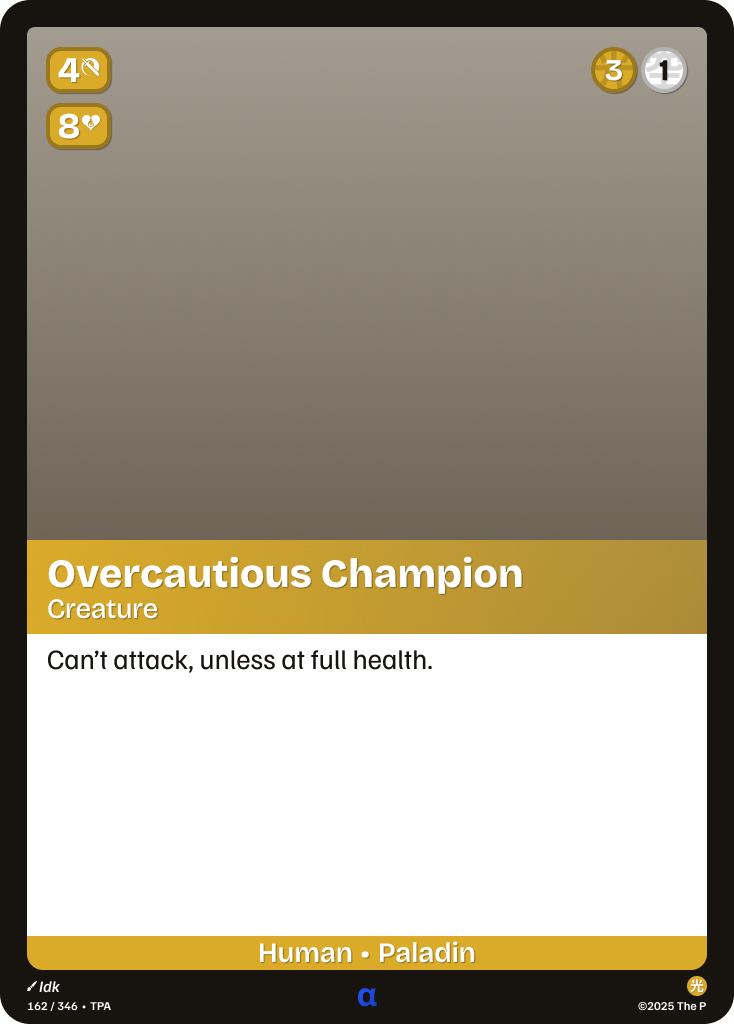 4
3 1
8
Overcautious Champion
Creature
Can’t attack, unless at full health.
Human • Paladin
Idk
光
162 / 346 • TPA
α
©2025 The P